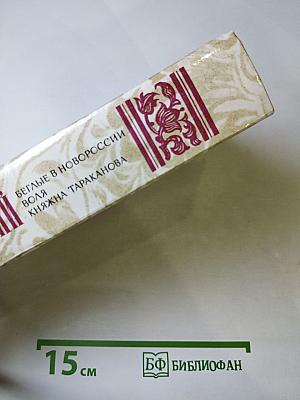 БЕГЛЫЕ В НОВОРОССИИ
ВОЛЯ
КНЯЖНА ТАРАКАНОВА
15 СМ
БФ БИБЛИОФАН